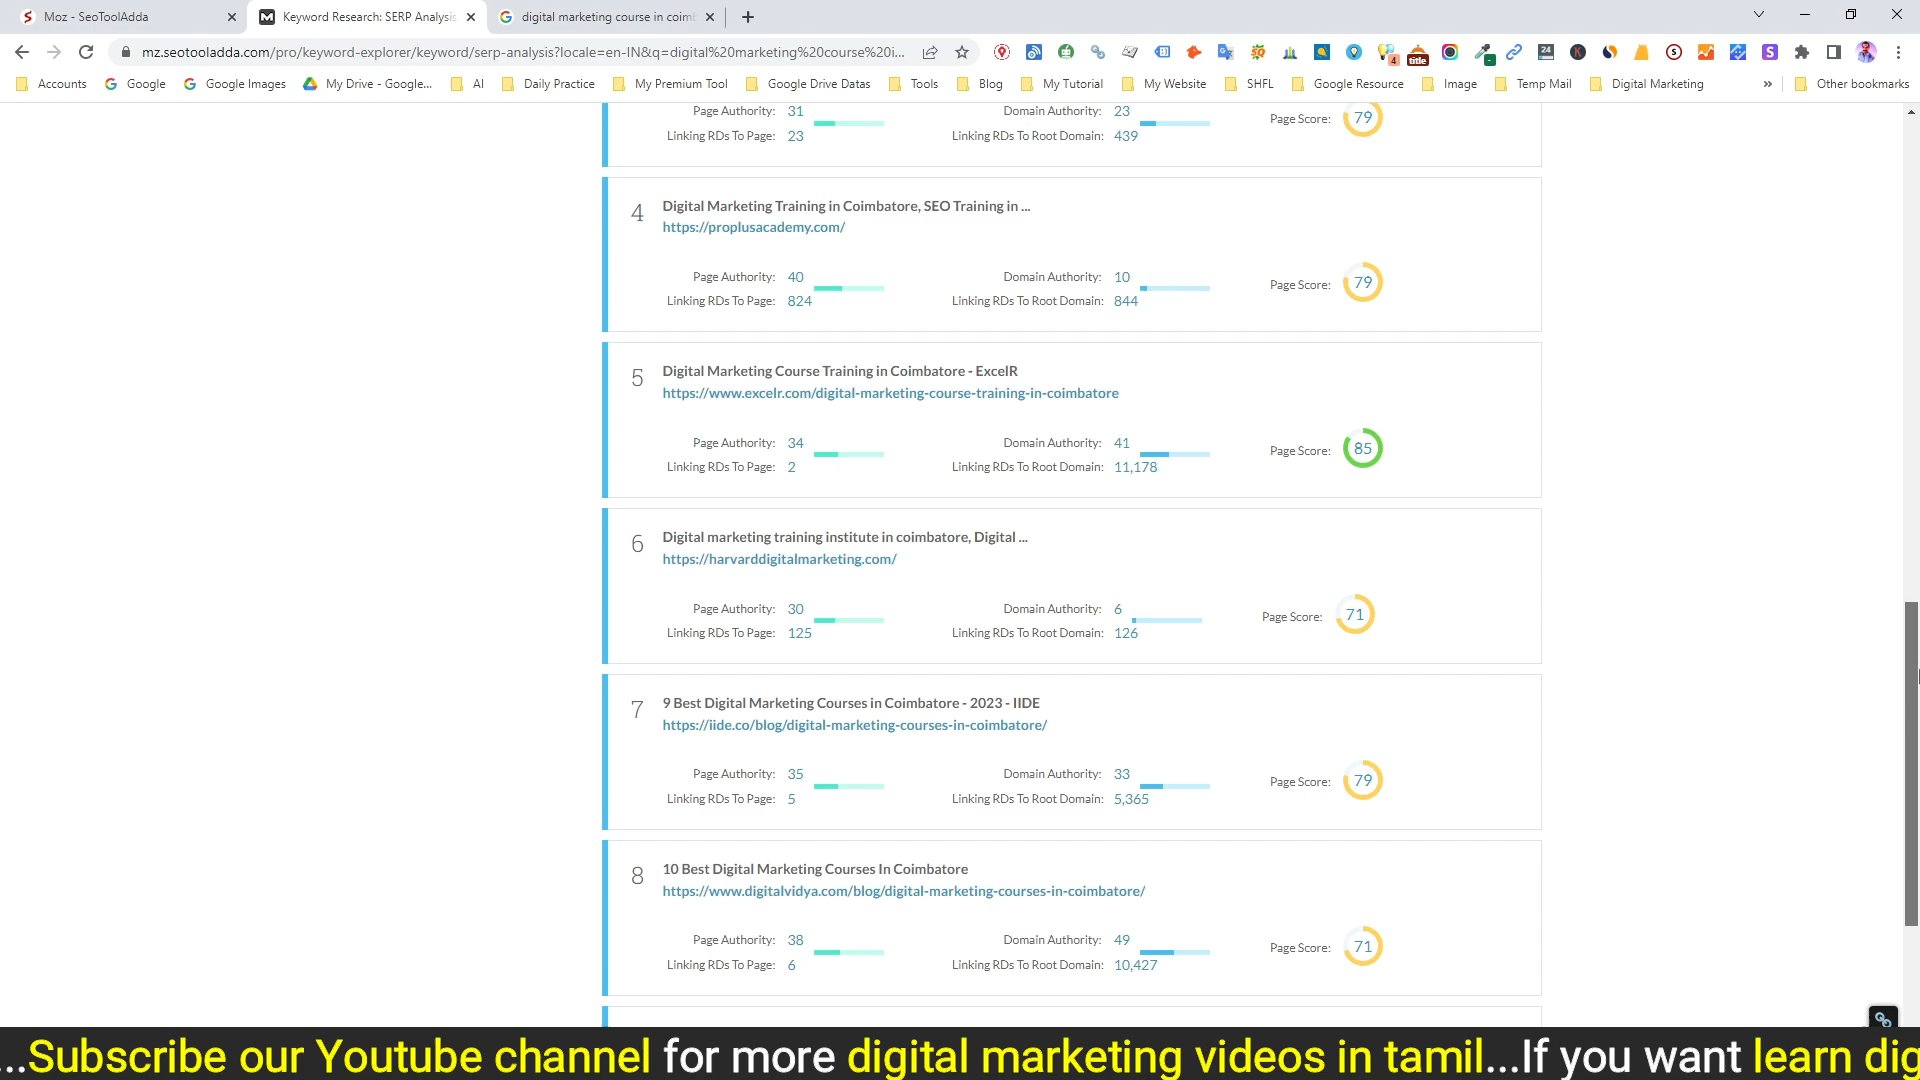 Moz - SeoToolAdda
Keyword Research: SERP Analysis
digital marketing course in coim
mz.seotooladda.com/pro/keyword-explorer/keyword/serp-analysis?locale=en-IN&q=digital%20marketing%20course%20i...
4
title
24
Accounts
Google
Google Images
My Drive - Google...
AI
Daily Practice
My Premium Tool
Google Drive Datas
Tools
Blog
My Tutorial
My Website
SHFL
Google Resource
Image
Temp Mail
Digital Marketing
»
Other bookmarks
Page Authority: 31
Domain Authority: 23
Page Score: 79
Linking RDs To Page: 23
Linking RDs To Root Domain: 439
4
Digital Marketing Training in Coimbatore, SEO Training in ...
https://proplusacademy.com/
Page Authority: 40
Domain Authority: 10
Page Score: 79
Linking RDs To Page: 824
Linking RDs To Root Domain: 844
5
Digital Marketing Course Training in Coimbatore - ExcelR
https://www.excelr.com/digital-marketing-course-training-in-coimbatore
Page Authority: 34
Domain Authority: 41
Page Score: 85
Linking RDs To Page: 2
Linking RDs To Root Domain: 11,178
6
Digital marketing training institute in coimbatore, Digital ...
https://harvarddigitalmarketing.com/
Page Authority: 30
Domain Authority: 6
Page Score: 71
Linking RDs To Page: 125
Linking RDs To Root Domain: 126
7
9 Best Digital Marketing Courses in Coimbatore - 2023 - IIDE
https://iide.co/blog/digital-marketing-courses-in-coimbatore/
Page Authority: 35
Domain Authority: 33
Page Score: 79
Linking RDs To Page: 5
Linking RDs To Root Domain: 5,365
8
10 Best Digital Marketing Courses In Coimbatore
https://www.digitalvidya.com/blog/digital-marketing-courses-in-coimbatore/
Page Authority: 38
Domain Authority: 49
Page Score: 71
Linking RDs To Page: 6
Linking RDs To Root Domain: 10,427
...Subscribe our Youtube channel for more digital marketing videos in tamil...If you want learn dig